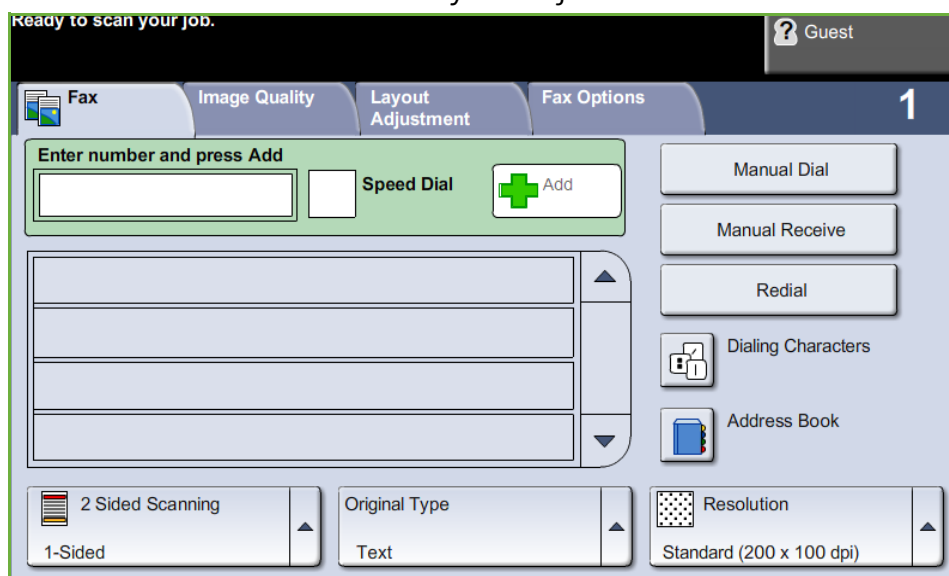 Ready to scan your job.
? Guest
Fax
Image Quality
Layout
Adjustment
Fax Options
1
Enter number and press Add
Speed Dial
Add
Manual Dial
Manual Receive
Redial
Dialing Characters
Address Book
2 Sided Scanning
1-Sided
Original Type
Text
Resolution
Standard (200 x 100 dpi)